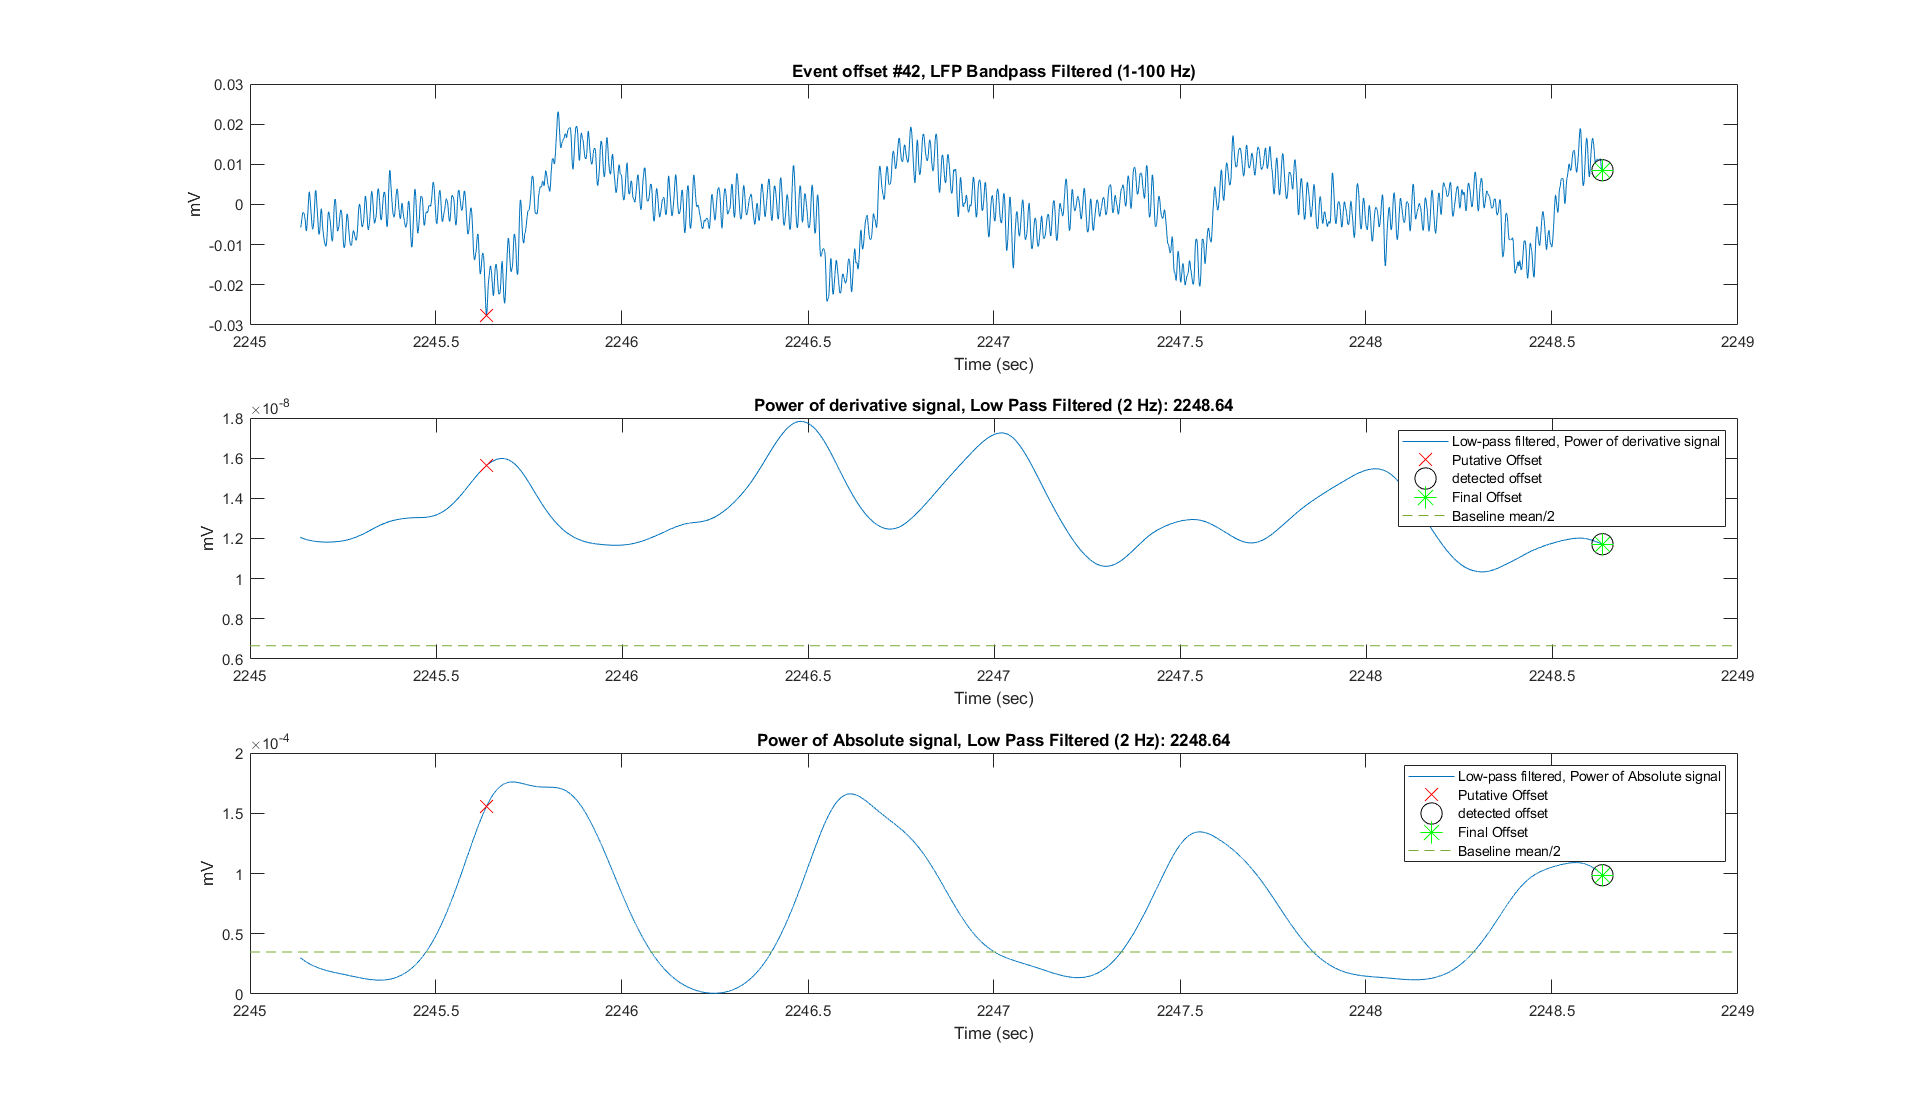 Event offset #42, LFP Bandpass Filtered (1-100 Hz)
0.03
0.02
0.01
0
-0.01
-0.02
-0.03
mV
2245 2245.5 2246 2246.5 2247 2247.5 2248 2248.5 2249
Time (sec)
Power of derivative signal, Low Pass Filtered (2 Hz): 2248.64
×10-8
1.8
1.6
1.4
1.2
1
0.8
0.6
mV
Low-pass filtered, Power of derivative signal
Putative Offset
detected offset
Final Offset
Baseline mean/2
2245 2245.5 2246 2246.5 2247 2247.5 2248 2248.5 2249
Time (sec)
Power of Absolute signal, Low Pass Filtered (2 Hz): 2248.64
×10-4
2
1.5
1
0.5
0
mV
Low-pass filtered, Power of Absolute signal
Putative Offset
detected offset
Final Offset
Baseline mean/2
2245 2245.5 2246 2246.5 2247 2247.5 2248 2248.5 2249
Time (sec)